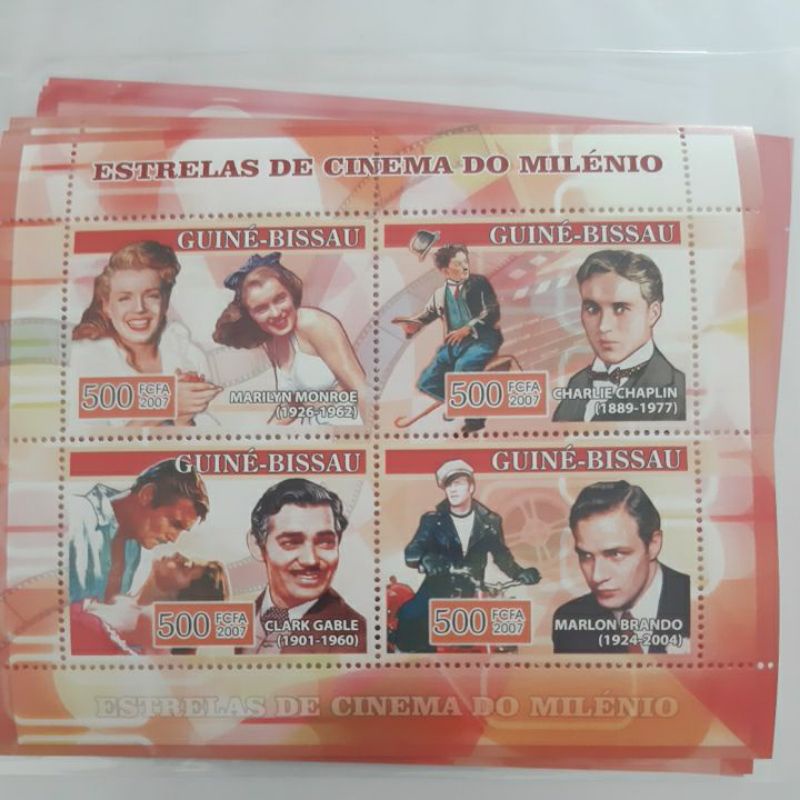 ESTRELAS DE CINEMA DO MILÉNIO
GUINÉ-BISSAU
500 FCFA
2007
MARILYN MONROE
(1926-1962)
GUINÉ-BISSAU
500 FCFA
2007
CHARLIE CHAPLIN
(1889-1977)
GUINÉ-BISSAU
500 FCFA
2007
CLARK GABLE
(1901-1960)
GUINÉ-BISSAU
500 FCFA
2007
MARLON BRANDO
(1924-2004)
ESTRELAS DE CINEMA DO MILÉNIO